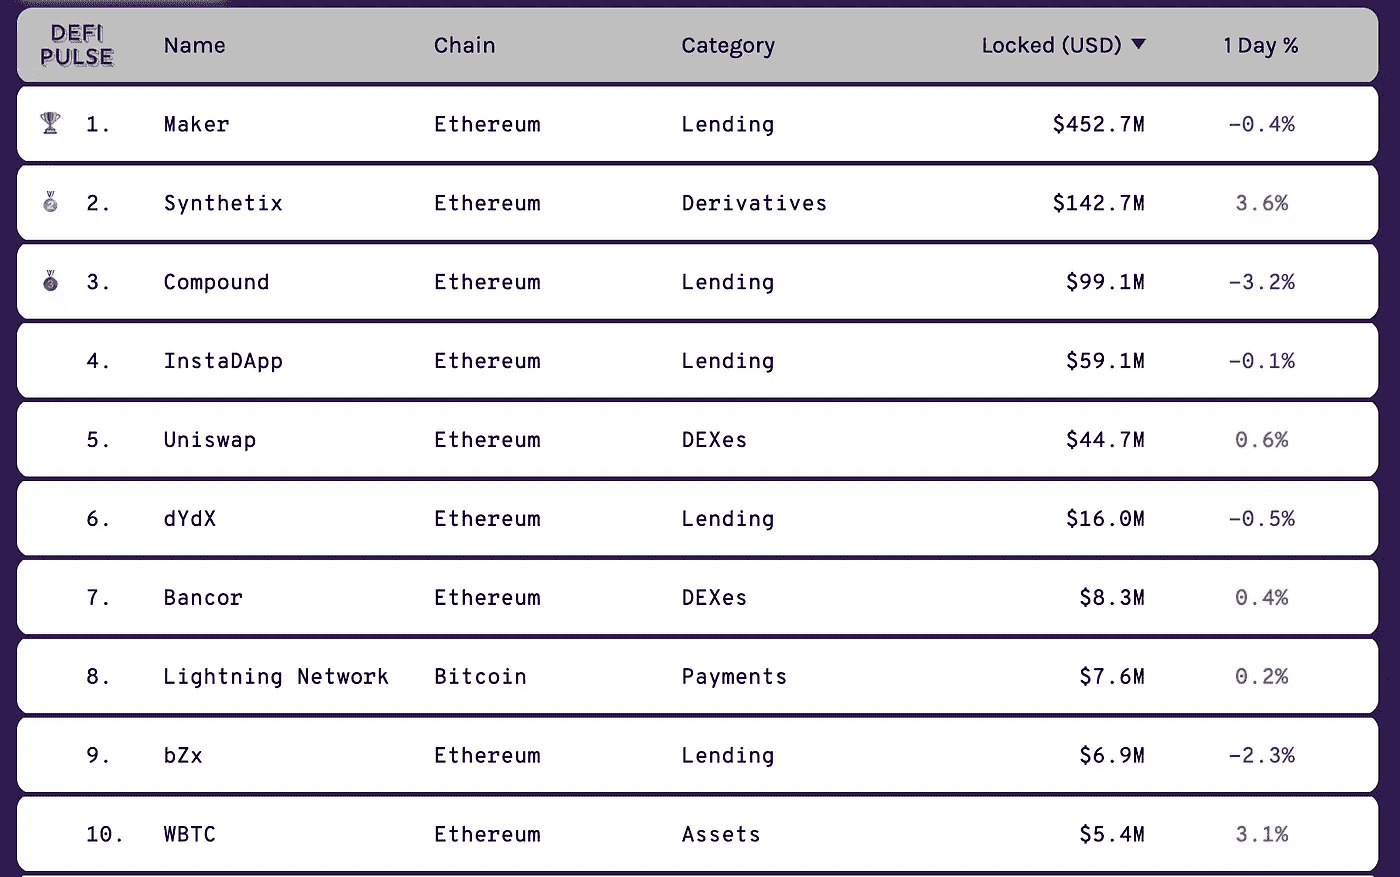 DEFI PULSE Name Chain Category Locked (USD) ▼ 1 Day %
1. Maker Ethereum Lending $452.7M -0.4%
2. Synthetix Ethereum Derivatives $142.7M 3.6%
3. Compound Ethereum Lending $99.1M -3.2%
4. InstaDApp Ethereum Lending $59.1M -0.1%
5. Uniswap Ethereum DEXes $44.7M 0.6%
6. dYdX Ethereum Lending $16.0M -0.5%
7. Bancor Ethereum DEXes $8.3M 0.4%
8. Lightning Network Bitcoin Payments $7.6M 0.2%
9. bZx Ethereum Lending $6.9M -2.3%
10. WBTC Ethereum Assets $5.4M 3.1%